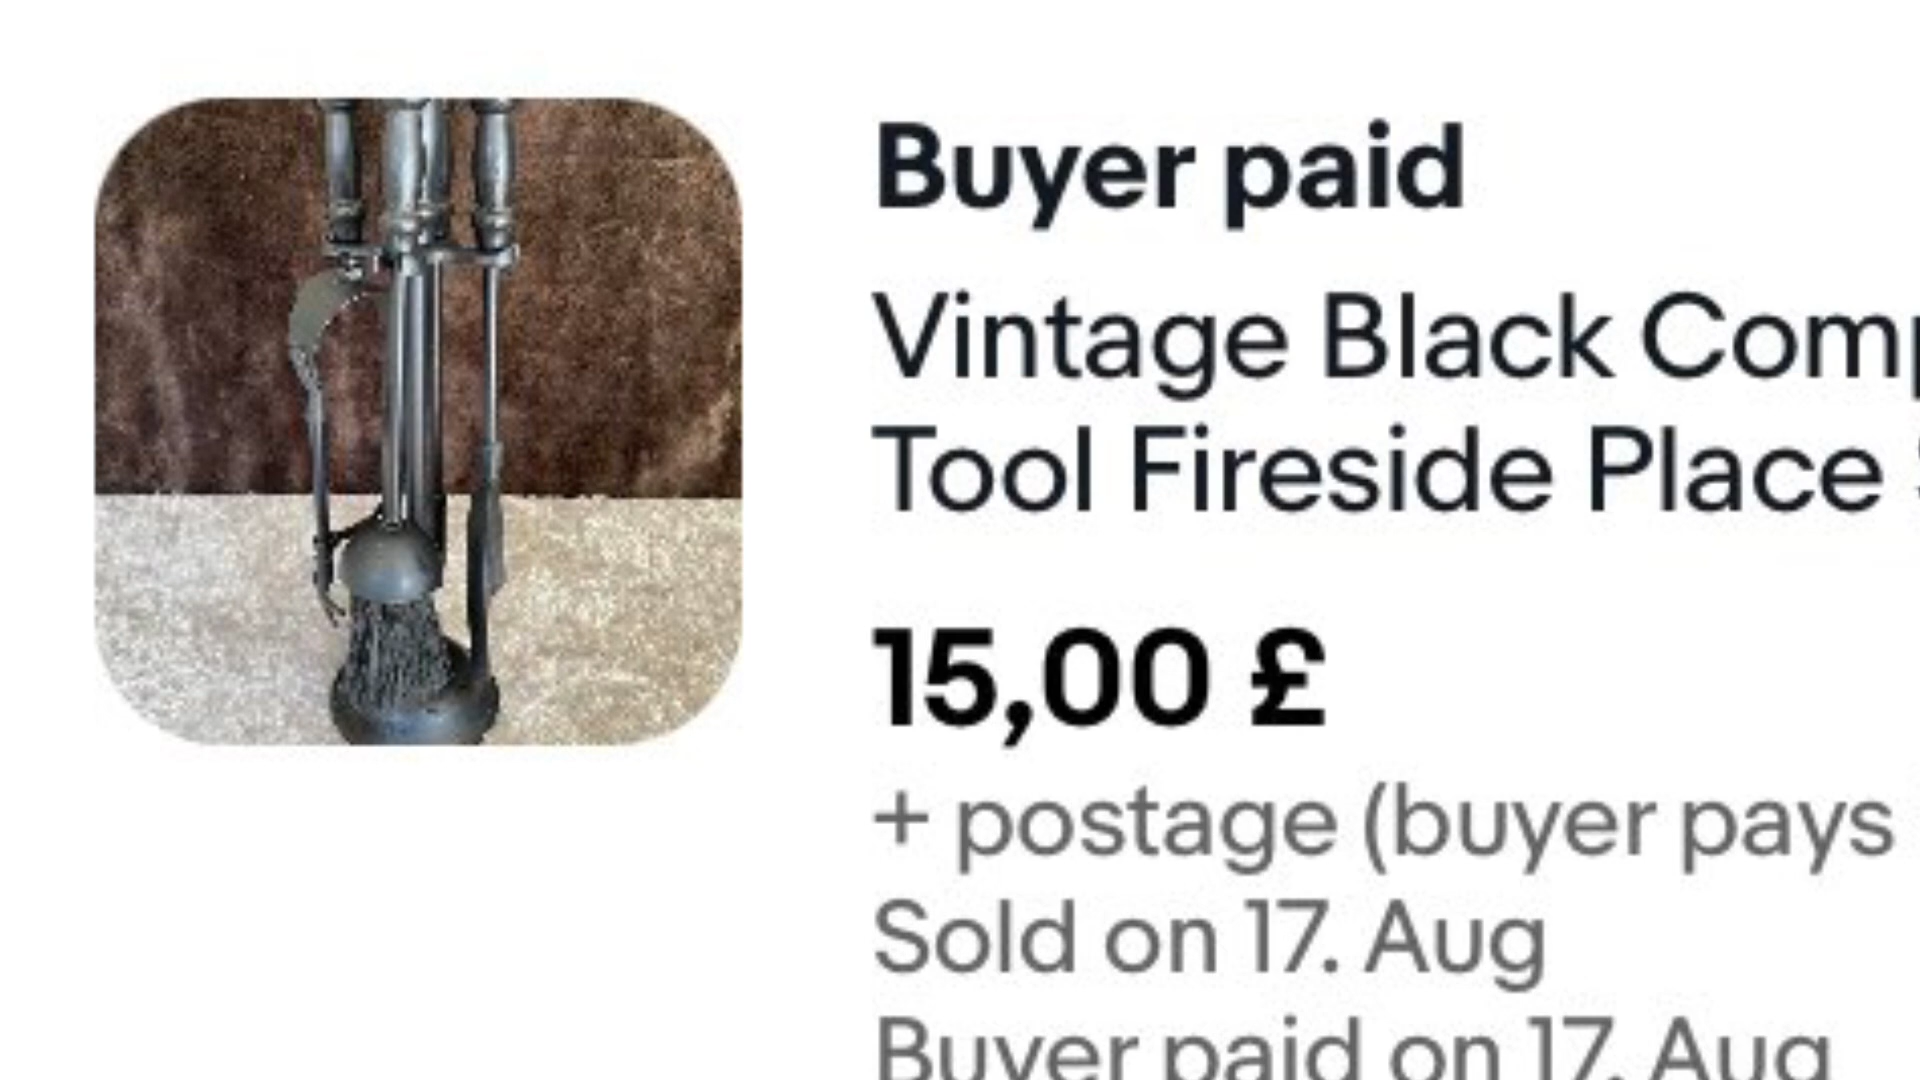 Buyer paid
Vintage Black Comp
Tool Fireside Place
15,00 £
+ postage (buyer pays
Sold on 17. Aug
Buyer paid on 17. Aug